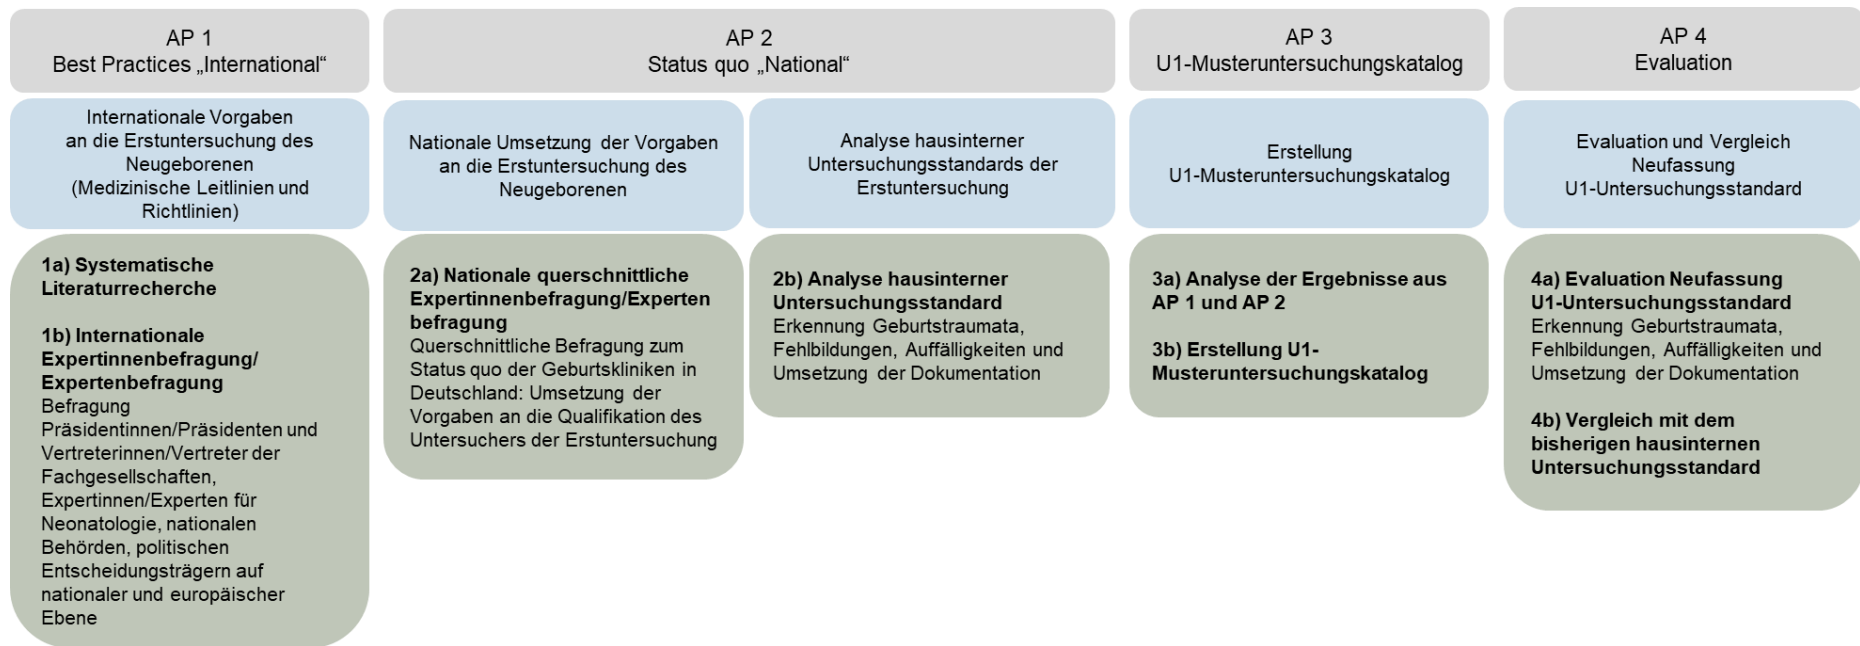 AP 1
Best Practices „International“
AP 2
Status quo „National“
AP 3
U1-Musteruntersuchungskatalog
AP 4
Evaluation
Internationale Vorgaben
an die Erstuntersuchung des
Neugeborenen
(Medizinische Leitlinien und
Richtlinien)
Nationale Umsetzung der Vorgaben
an die Erstuntersuchung des
Neugeborenen
Analyse hausinterner
Untersuchungsstandards der
Erstuntersuchung
Erstellung
U1-Musteruntersuchungskatalog
Evaluation und Vergleich
Neufassung
U1-Untersuchungsstandard
1a) Systematische
Literaturrecherche
1b) Internationale
Expertinnenbefragung/
Expertenbefragung
Befragung
Präsidentinnen/Präsidenten und
Vertreterinnen/Vertreter der
Fachgesellschaften,
Expertinnen/Experten für
Neonatologie, nationalen
Behörden, politischen
Entscheidungsträgern auf
nationaler und europäischer
Ebene
2a) Nationale querschnittliche
Expertinnenbefragung/Experten
befragung
Querschnittliche Befragung zum
Status quo der Geburtskliniken in
Deutschland: Umsetzung der
Vorgaben an die Qualifikation des
Untersuchers der Erstuntersuchung
2b) Analyse hausinterner
Untersuchungsstandard
Erkennung Geburtstraumata,
Fehlbildungen, Auffälligkeiten und
Umsetzung der Dokumentation
3a) Analyse der Ergebnisse aus
AP 1 und AP 2
3b) Erstellung U1-
Musteruntersuchungskatalog
4a) Evaluation Neufassung
U1-Untersuchungsstandard
Erkennung Geburtstraumata,
Fehlbildungen, Auffälligkeiten und
Umsetzung der Dokumentation
4b) Vergleich mit dem
bisherigen hausinternen
Untersuchungsstandard